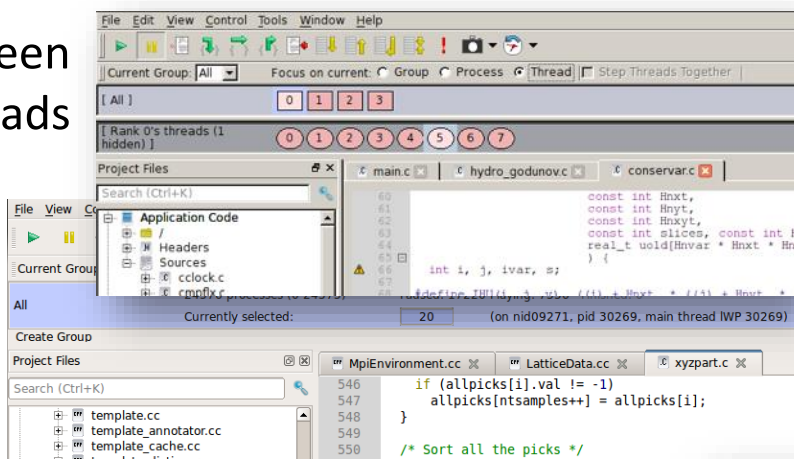 een
ads
File Edit View Control Tools Window Help
Current Group: All Focus on current: Group Process Thread Step Threads Together
[ All ] 0 1 2 3
[ Rank 0's threads (1
hidden) ] 0 1 2 3 4 5 6 7
Project Files
main.c hydro_godunov.c conservar.c
Search (Ctrl+K)
Application Code
/
Headers
Sources
cclock.c
cmpflx.c
60 const int Hnxt,
61 const int Hnyt,
62 const int Hnxyt,
63 const int slices, const int
64 real_t uold[Hnvar * Hnxt *
65 ) {
66 int i, j, ivar, s;
67
68
File View
Current Group
All
Currently selected: 20 (on nid09271, pid 30269, main thread lWP 30269)
Create Group
Project Files
MpiEnvironment.cc LatticeData.cc xyzpart.c
Search (Ctrl+K)
template.cc
template_annotator.cc
template_cache.cc
546 if (allpicks[i].val != -1)
547 allpicks[ntsamples++] = allpicks[i];
548 }
549
550 /* Sort all the picks */